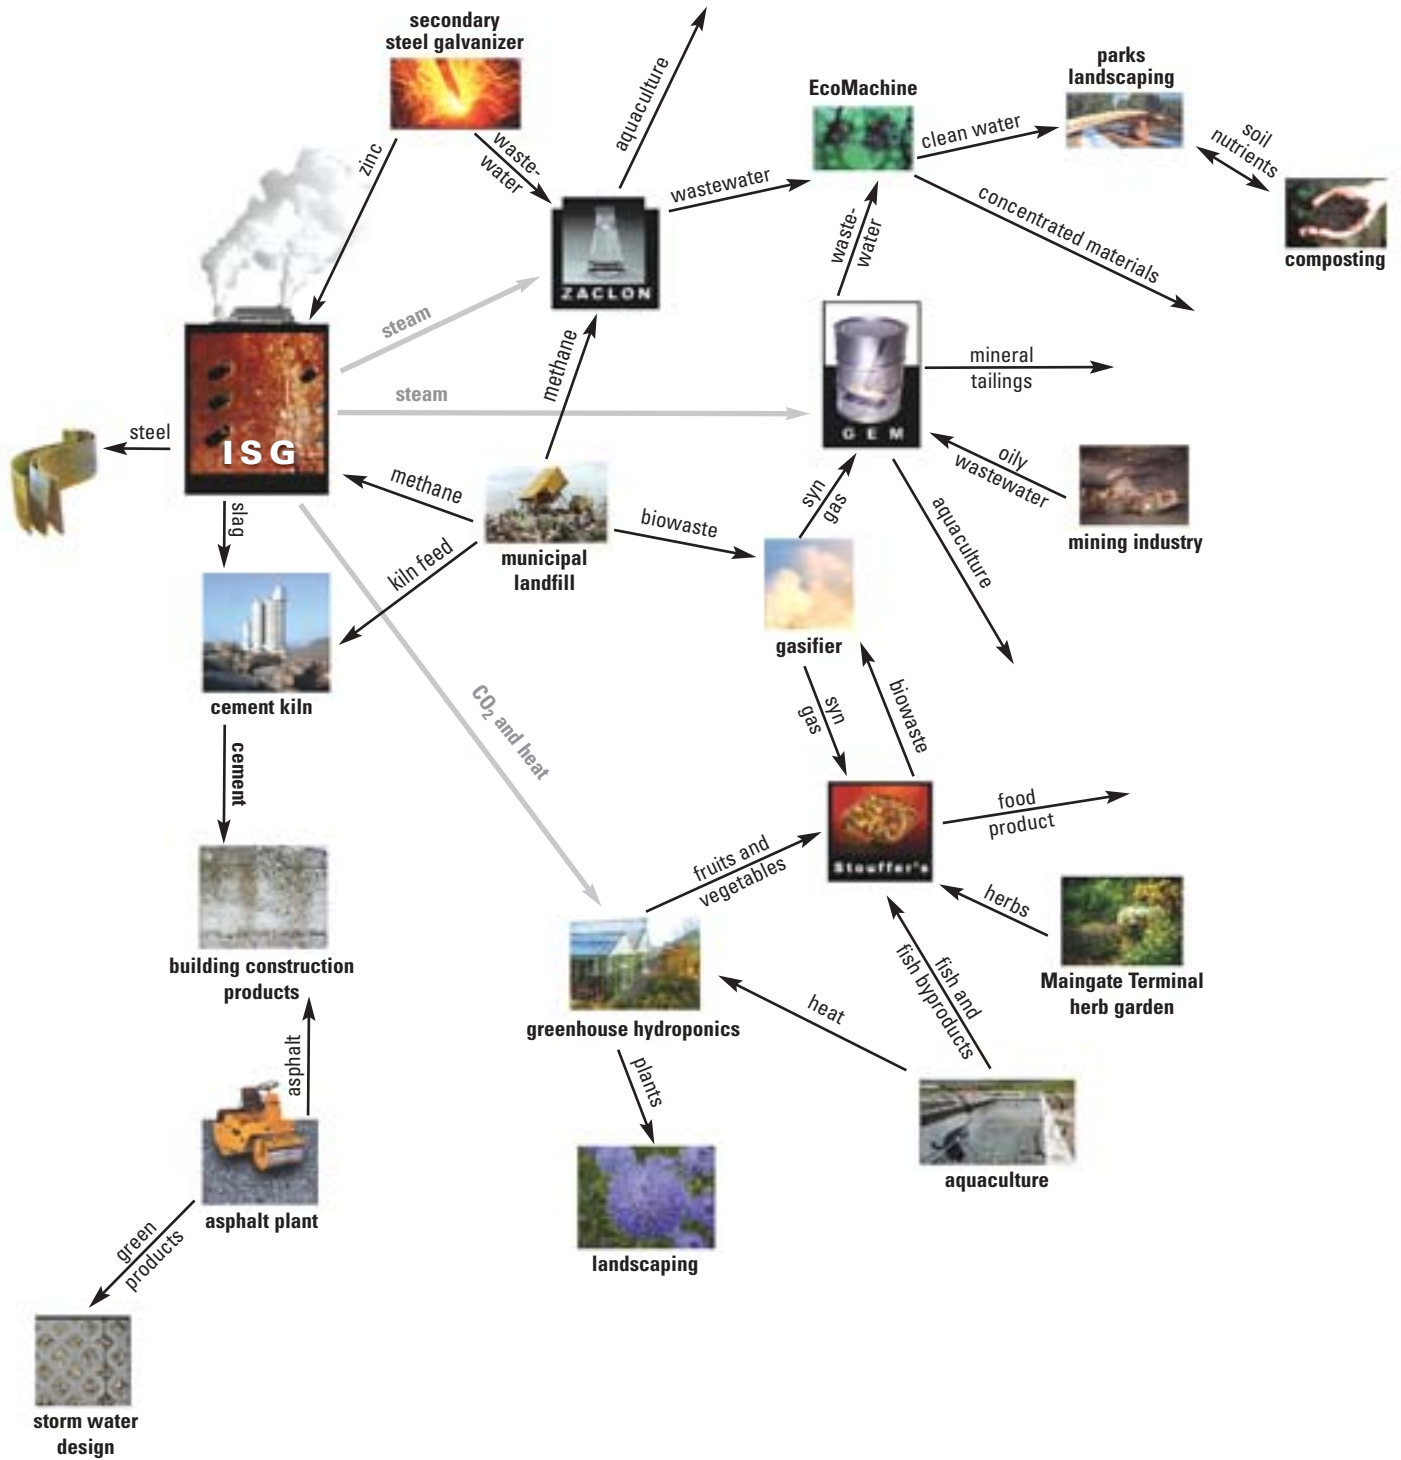 secondary
steel galvanizer
aquaculture
parks
landscaping
EcoMachine
clean water
soil
nutrients
zinc
waste-
water
wastewater
concentrated materials
composting
waste-
water
ZACLON
steam
methane
mineral
tailings
steam
GEM
steel
ISG
methane
oily
wastewater
syn
gas
aquaculture
mining industry
slag
biowaste
kiln feed
municipal
landfill
gasifier
cement kiln
CO2 and heat
syn
gas
biowaste
cement
food
product
fruits and
vegetables
Stouffer's
herbs
building construction
products
fish and
fish byproducts
Maingate Terminal
herb garden
heat
greenhouse hydroponics
asphalt
plants
aquaculture
asphalt plant
green
products
landscaping
storm water
design